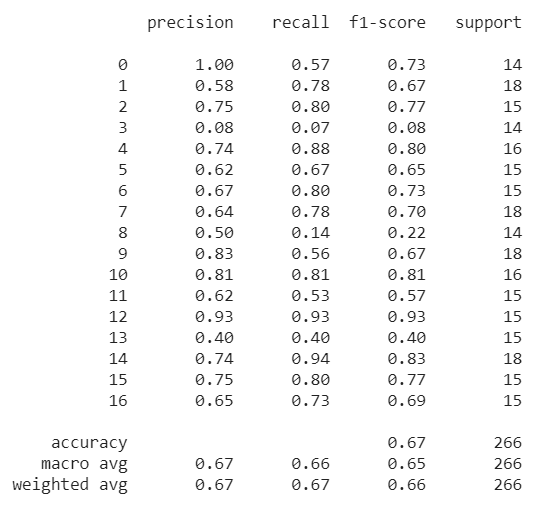 precision recall f1-score support
0 1.00 0.57 0.73 14
1 0.58 0.78 0.67 18
2 0.75 0.80 0.77 15
3 0.08 0.07 0.08 14
4 0.74 0.88 0.80 16
5 0.62 0.67 0.65 15
6 0.67 0.80 0.73 15
7 0.64 0.78 0.70 18
8 0.50 0.14 0.22 14
9 0.83 0.56 0.67 18
10 0.81 0.81 0.81 16
11 0.62 0.53 0.57 15
12 0.93 0.93 0.93 15
13 0.40 0.40 0.40 15
14 0.74 0.94 0.83 18
15 0.75 0.80 0.77 15
16 0.65 0.73 0.69 15
accuracy 0.67 266
macro avg 0.67 0.66 0.65 266
weighted avg 0.67 0.67 0.66 266